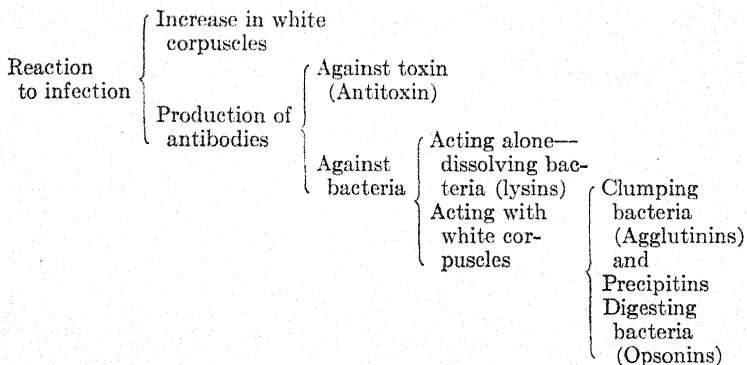 Reaction
to infection
Increase in white
corpuscles
Production of
antibodies
Against toxin
(Antitoxin)
Against
bacteria
Acting alone—
dissolving bac-
teria (lysins)
Acting with
white cor-
puscles
Clumping
bacteria
(Agglutinins)
and
Precipitins
Digesting
bacteria
(Opsonins)